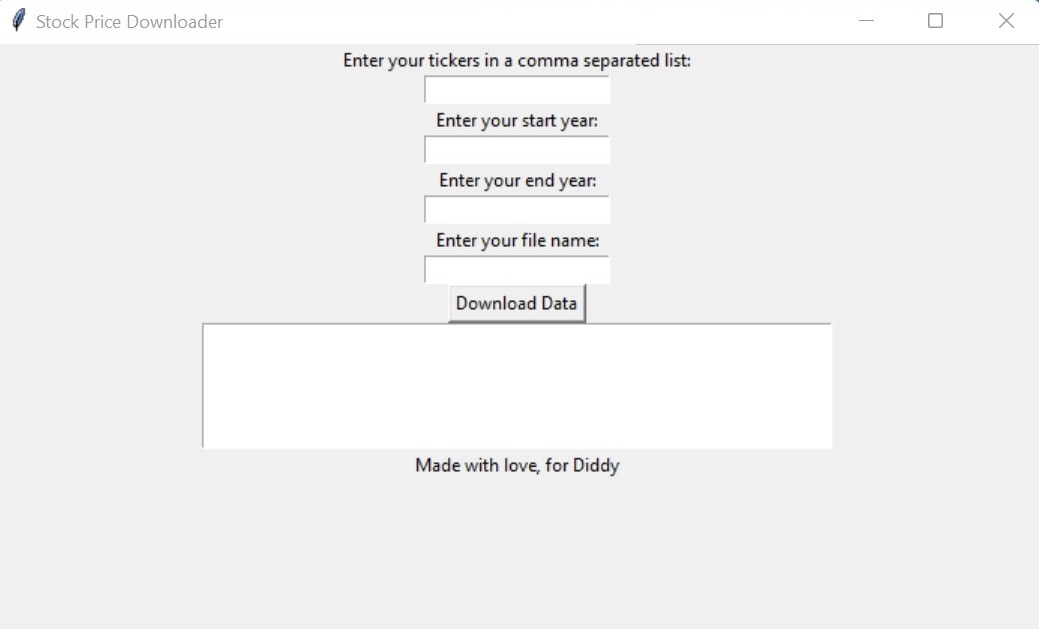 Stock Price Downloader
Enter your tickers in a comma separated list:
Enter your start year:
Enter your end year:
Enter your file name:
Download Data
Made with love, for Diddy